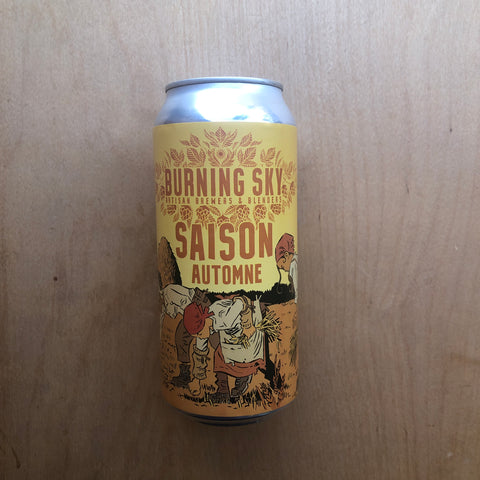 BURNING SKY
ARTISAN BREWERS & BLENDERS
SAISON
AUTOMNE